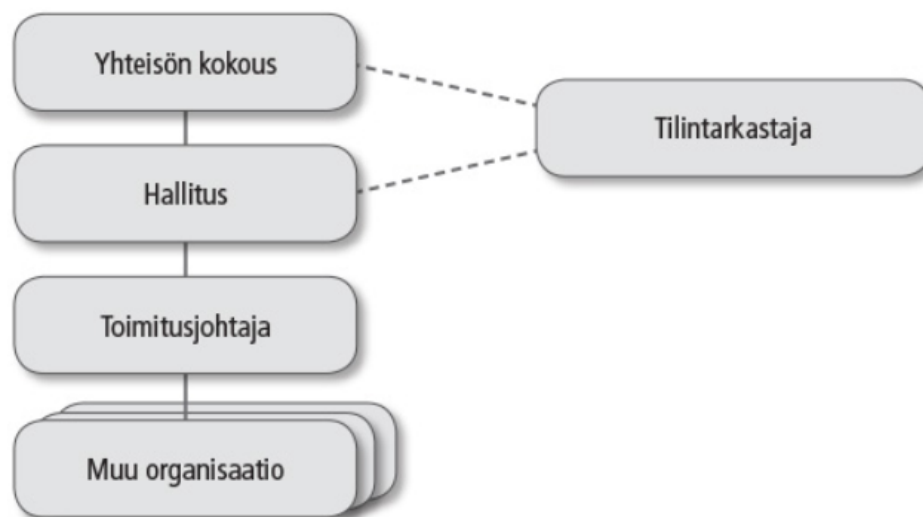 Yhteisön kokous
Tilintarkastaja
Hallitus
Toimitusjohtaja
Muu organisaatio